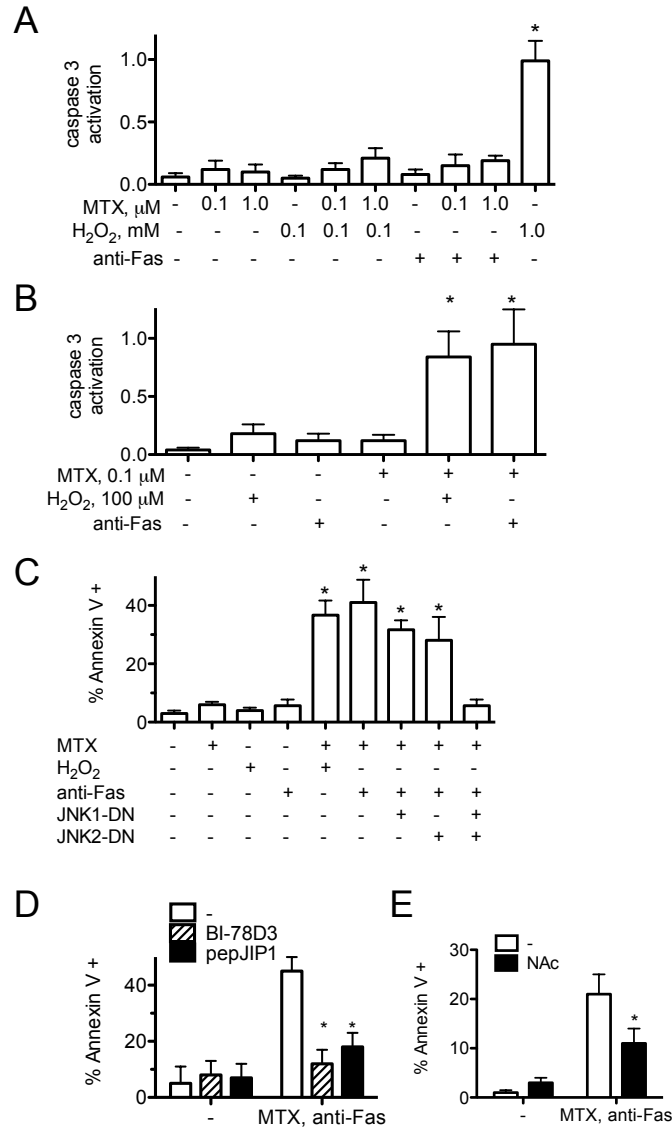 A
caspase 3
activation
1.0
0.5
0.0
*
MTX, μM - 0.1 1.0 - 0.1 1.0 - 0.1 1.0 -
H2O2, mM - - - 0.1 0.1 0.1 - - - 1.0
anti-Fas - - - - - - + + + -
B
caspase 3
activation
1.0
0.5
0.0
* *
MTX, 0.1 μM - - - + + +
H2O2, 100 μM - + - - + -
anti-Fas - - + - - +
C
% Annexin V +
40
20
0
* * * *
MTX - + - - + + + + +
H2O2 - - + - + - - - -
anti-Fas - - - + - + + + +
JNK1-DN - - - - - - + - +
JNK2-DN - - - - - - - + +
D
-
BI-78D3
pepJIP1
% Annexin V +
40
20
0
* *
- MTX, anti-Fas
E
-
NAc
% Annexin V +
30
20
10
0
*
- MTX, anti-Fas